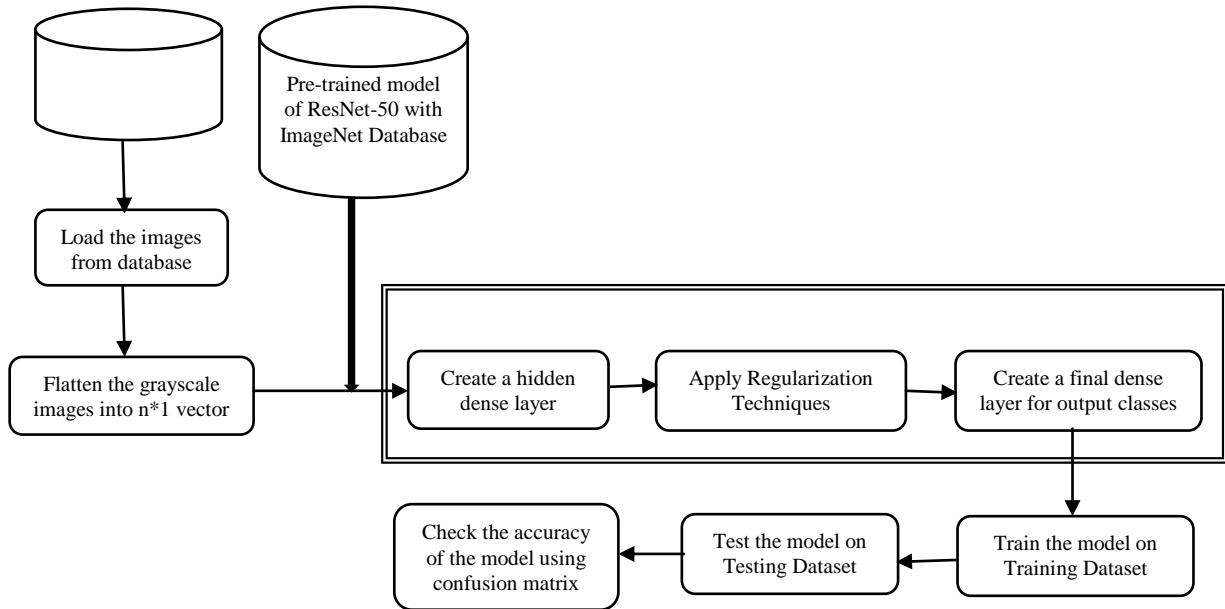 Pre-trained model
of ResNet-50 with
ImageNet Database
Load the images
from database
Flatten the grayscale
images into n*1 vector
Create a hidden
dense layer
Apply Regularization
Techniques
Create a final dense
layer for output classes
Check the accuracy
of the model using
confusion matrix
Test the model on
Testing Dataset
Train the model on
Training Dataset